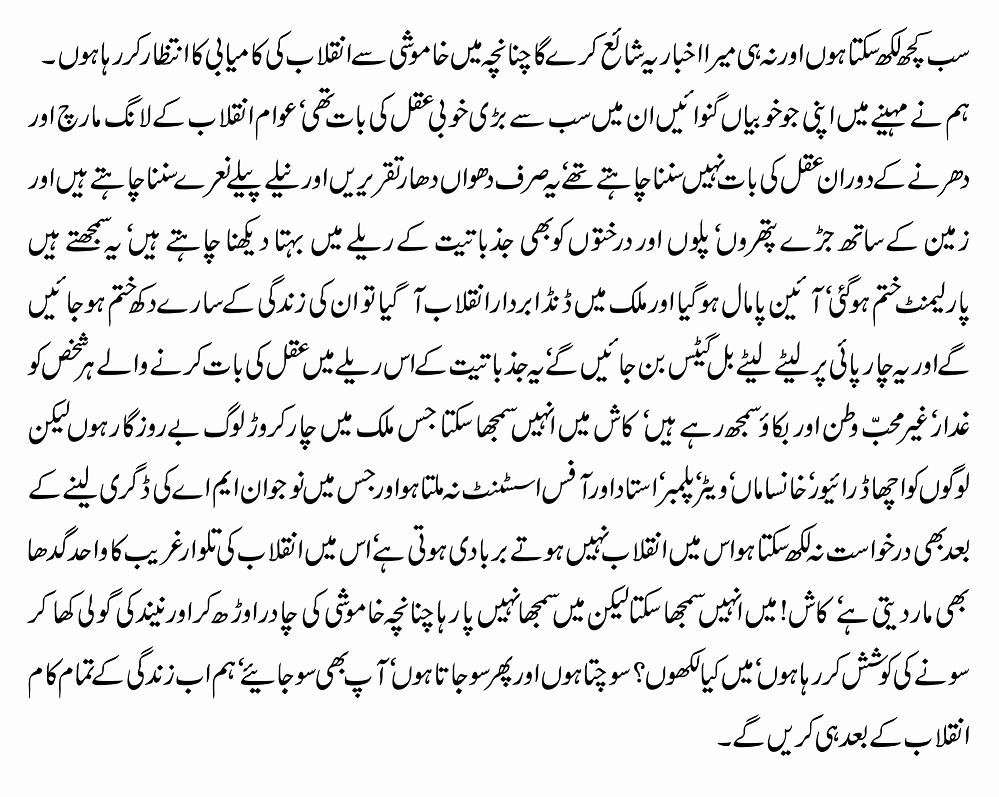 سب کچھ لکھ سکتا ہوں اور نہ ہی میرا اخبار یہ شائع کرے گا چنانچہ میں خاموشی سے انقلاب کی کامیابی کا انتظار کر رہا ہوں۔
ہم نے مہینے میں اپنی جو خوبیاں گنوائیں ان میں سب سے بڑی خوبی عقل کی بات تھی‘ عوام انقلاب کے لانگ مارچ اور
دھرنے کے دوران عقل کی بات نہیں سننا چاہتے تھے‘ یہ صرف دھواں دھار تقریریں اور نیلے پیلے نعرے سننا چاہتے ہیں اور
زمین کے ساتھ جڑے پتھروں‘ پلوں اور درختوں کو بھی جذباتیت کے ریلے میں بہتا دیکھنا چاہتے ہیں‘ یہ سمجھتے ہیں
پارلیمنٹ ختم ہو گئی‘ آئین پامال ہو گیا اور ملک میں ڈنڈا بردار انقلاب آ گیا تو ان کی زندگی کے سارے دکھ ختم ہو جائیں
گے اور یہ چارپائی پر لیٹے لیٹے بل گیٹس بن جائیں گے‘ یہ جذباتیت کے اس ریلے میں عقل کی بات کرنے والے ہر شخص کو
غدار‘ غیر محبّ وطن اور بکاؤ سمجھ رہے ہیں‘ کاش میں انہیں سمجھا سکتا جس ملک میں چار کروڑ لوگ بے روزگار ہوں لیکن
لوگوں کو اچھا ڈرائیور‘ خانساماں‘ ویٹر‘ پلمبر‘ استاد اور آفس اسسٹنٹ نہ ملتا ہو اور جس میں نوجوان ایم اے کی ڈگری لینے کے
بعد بھی درخواست نہ لکھ سکتا ہو اس میں انقلاب نہیں ہوتے بربادی ہوتی ہے‘ اس میں انقلاب کی تلوار غریب کا واحد گدھا
بھی مار دیتی ہے‘ کاش! میں انہیں سمجھا سکتا لیکن میں سمجھا نہیں پا رہا چنانچہ خاموشی کی چادر اوڑھ کر اور نیند کی گولی کھا کر
سونے کی کوشش کر رہا ہوں‘ میں کیا لکھوں؟ سوچتا ہوں اور پھر سو جاتا ہوں‘ آپ بھی سو جایئے‘ ہم اب زندگی کے تمام کام
انقلاب کے بعد ہی کریں گے۔